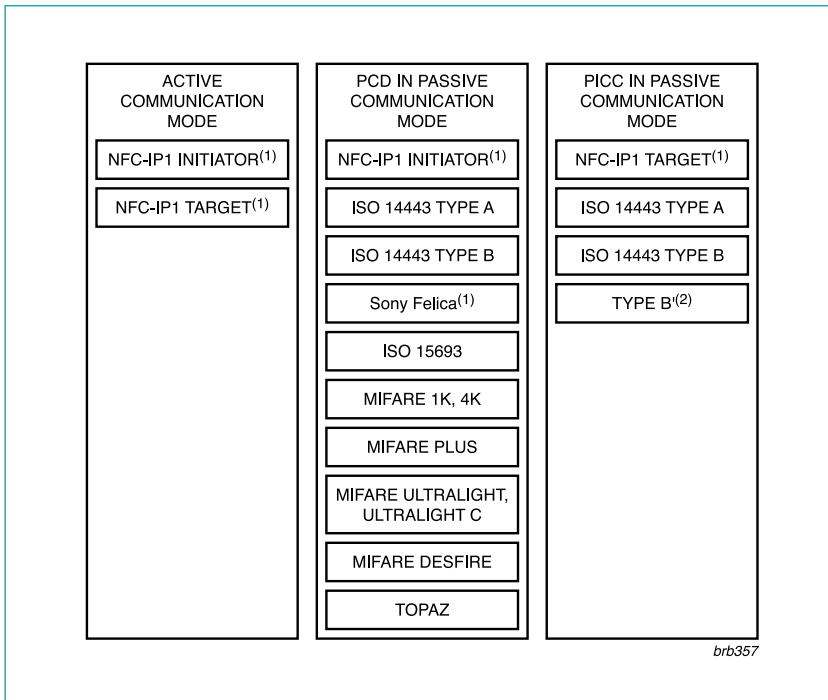 ACTIVE
COMMUNICATION
MODE
NFC-IP1 INITIATOR(1)
NFC-IP1 TARGET(1)
PCD IN PASSIVE
COMMUNICATION
MODE
NFC-IP1 INITIATOR(1)
ISO 14443 TYPE A
ISO 14443 TYPE B
Sony Felica(1)
ISO 15693
MIFARE 1K, 4K
MIFARE PLUS
MIFARE ULTRALIGHT,
ULTRALIGHT C
MIFARE DESFIRE
TOPAZ
PICC IN PASSIVE
COMMUNICATION
MODE
NFC-IP1 TARGET(1)
ISO 14443 TYPE A
ISO 14443 TYPE B
TYPE B'(2)
brb357